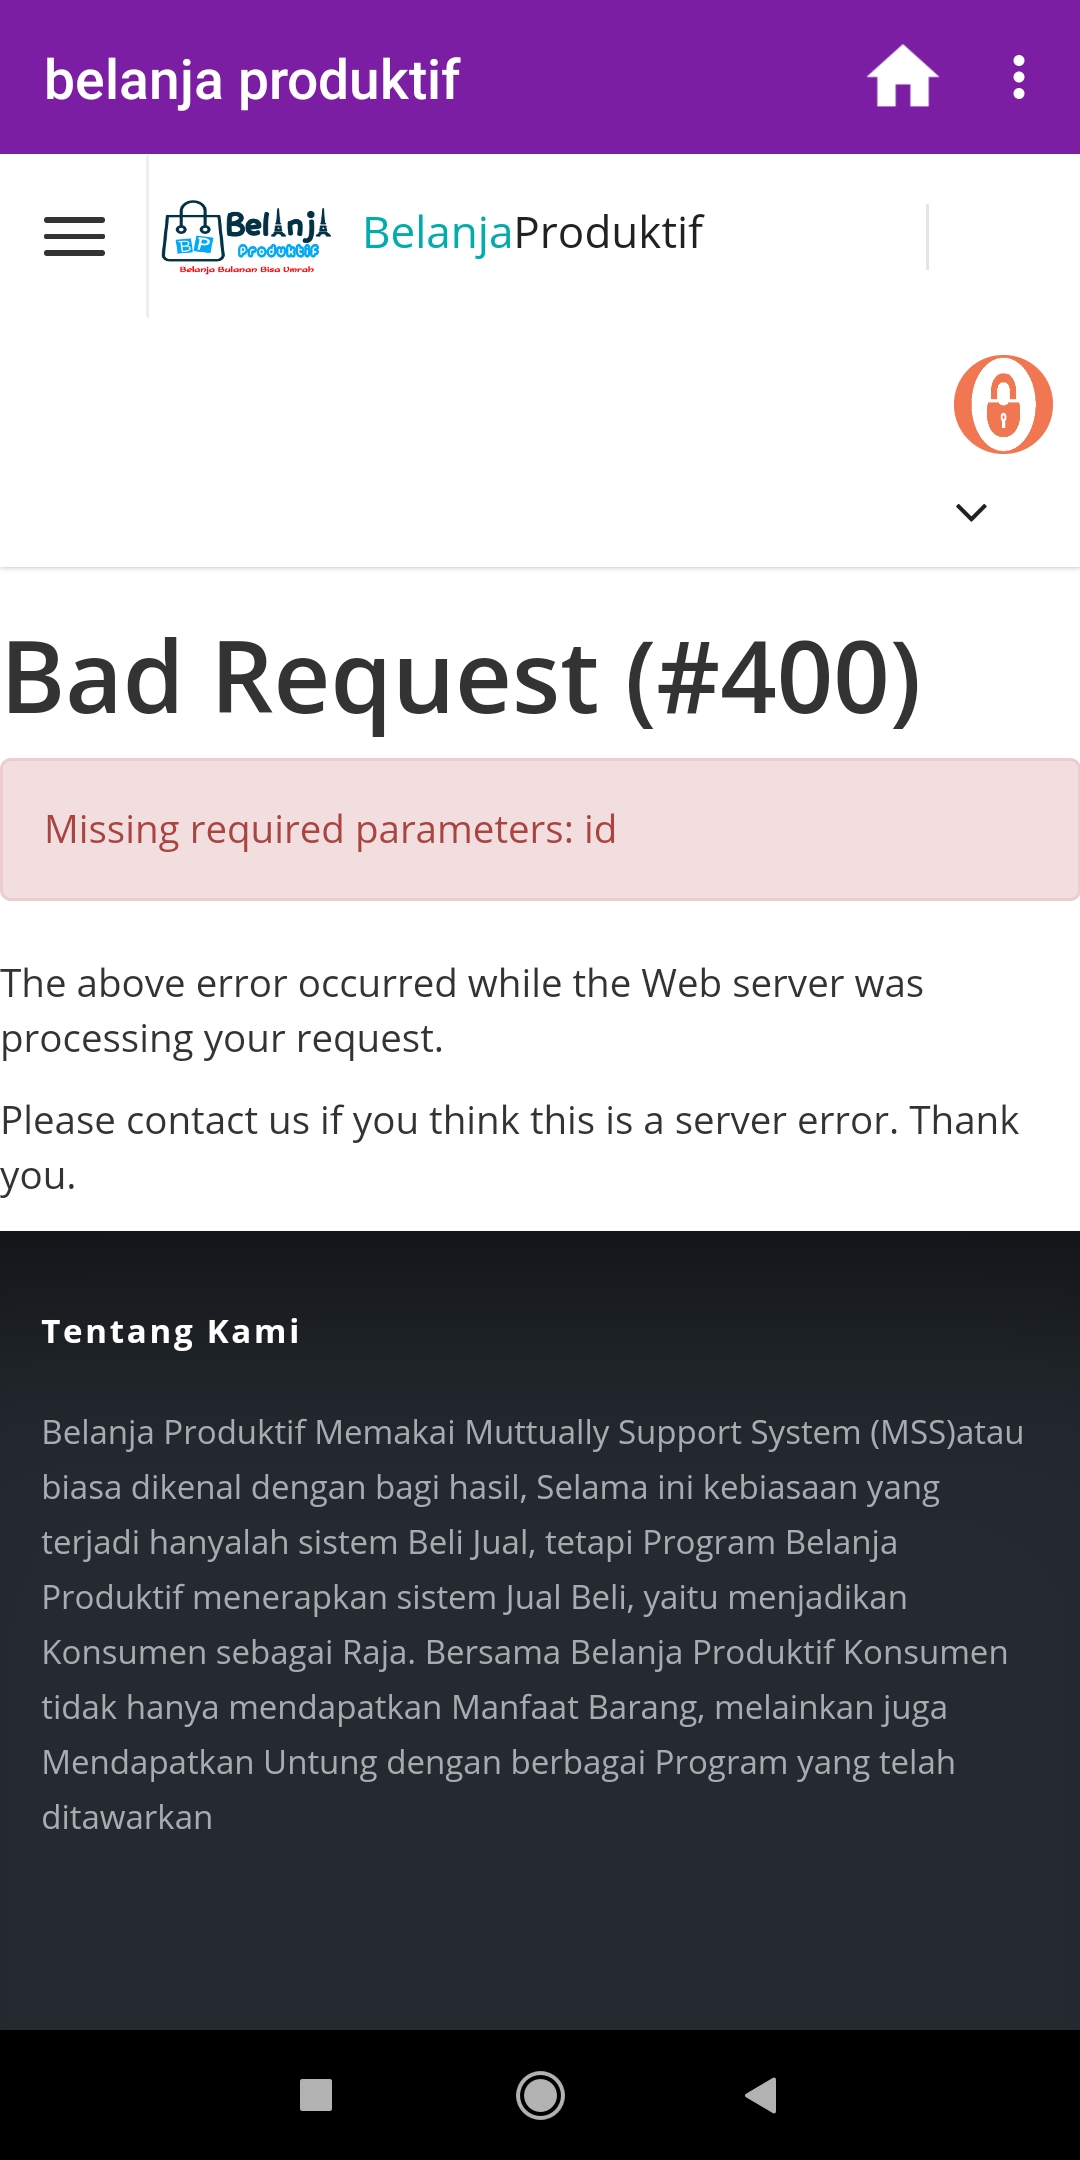 belanja produktif
Belanja
BP
Produktif
Belanja Bulanan Bisa Umrah
BelanjaProduktif
Bad Request (#400)
Missing required parameters: id
The above error occurred while the Web server was
processing your request.
Please contact us if you think this is a server error. Thank
you.
Tentang Kami
Belanja Produktif Memakai Muttually Support System (MSS)atau
biasa dikenal dengan bagi hasil, Selama ini kebiasaan yang
terjadi hanyalah sistem Beli Jual, tetapi Program Belanja
Produktif menerapkan sistem Jual Beli, yaitu menjadikan
Konsumen sebagai Raja. Bersama Belanja Produktif Konsumen
tidak hanya mendapatkan Manfaat Barang, melainkan juga
Mendapatkan Untung dengan berbagai Program yang telah
ditawarkan